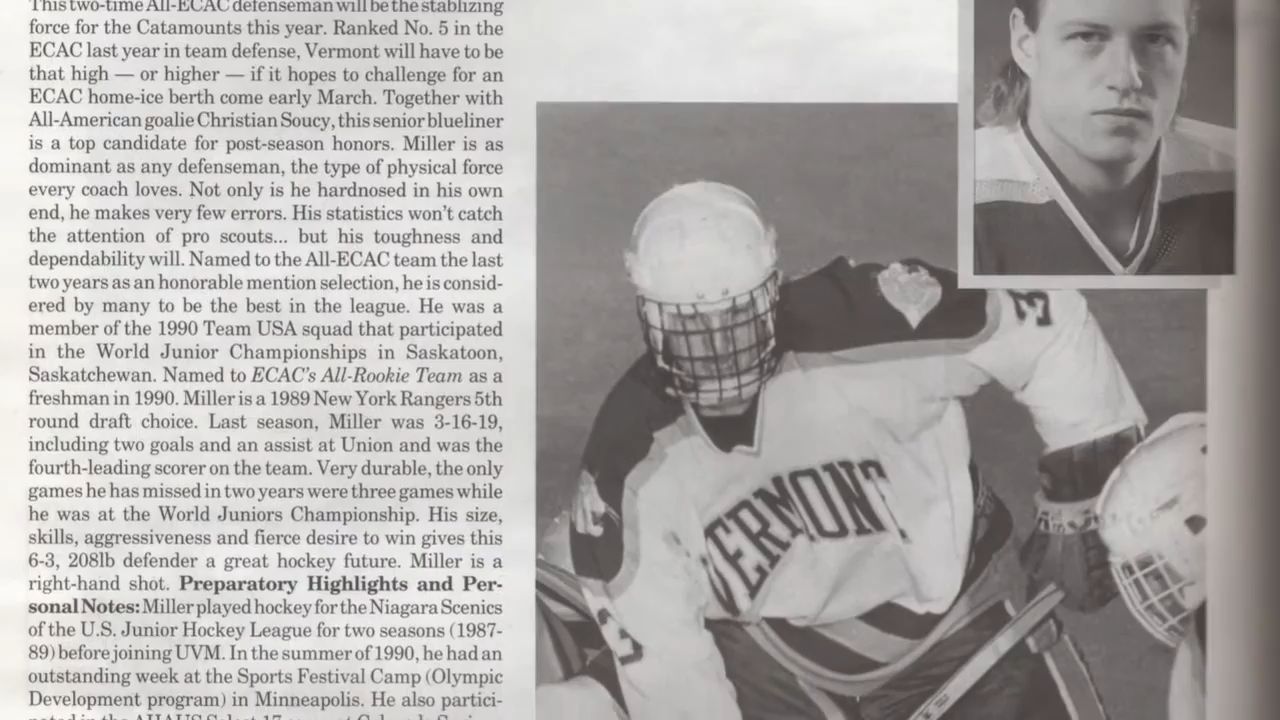 This two-time All-ECAC defenseman will be the stablizing
force for the Catamounts this year. Ranked No. 5 in the
ECAC last year in team defense, Vermont will have to be
that high — or higher — if it hopes to challenge for an
ECAC home-ice berth come early March. Together with
All-American goalie Christian Soucy, this senior blueliner
is a top candidate for post-season honors. Miller is as
dominant as any defenseman, the type of physical force
every coach loves. Not only is he hardnosed in his own
end, he makes very few errors. His statistics won't catch
the attention of pro scouts... but his toughness and
dependability will. Named to the All-ECAC team the last
two years as an honorable mention selection, he is consid-
ered by many to be the best in the league. He was a
member of the 1990 Team USA squad that participated
in the World Junior Championships in Saskatoon,
Saskatchewan. Named to ECAC's All-Rookie Team as a
freshman in 1990. Miller is a 1989 New York Rangers 5th
round draft choice. Last season, Miller was 3-16-19,
including two goals and an assist at Union and was the
fourth-leading scorer on the team. Very durable, the only
games he has missed in two years were three games while
he was at the World Juniors Championship. His size,
skills, aggressiveness and fierce desire to win gives this
6-3, 208lb defender a great hockey future. Miller is a
right-hand shot. Preparatory Highlights and Per-
sonal Notes: Miller played hockey for the Niagara Scenics
of the U.S. Junior Hockey League for two seasons (1987-
89) before joining UVM. In the summer of 1990, he had an
outstanding week at the Sports Festival Camp (Olympic
Development program) in Minneapolis. He also partici-
VERMONT
3
3